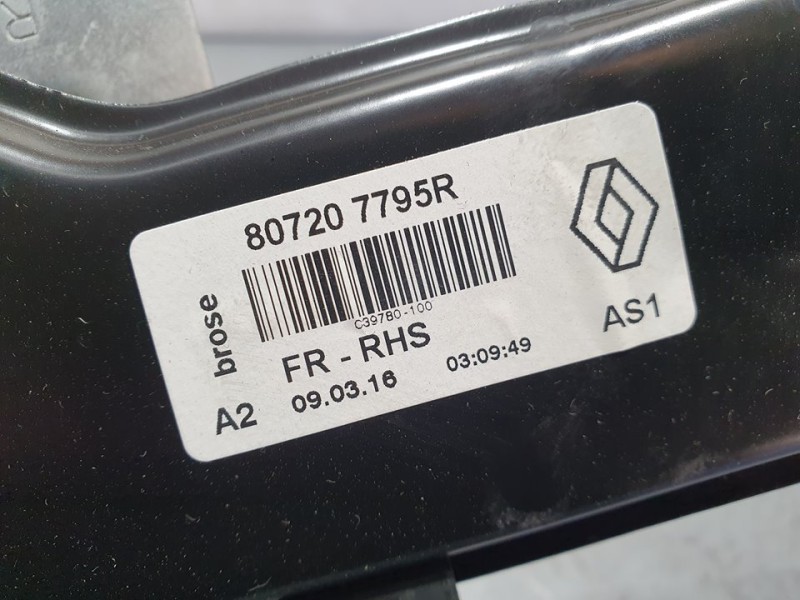 R
80720 7795R
C39780-100
brose
FR - RHS
AS1
A2
09.03.16
03:09:49